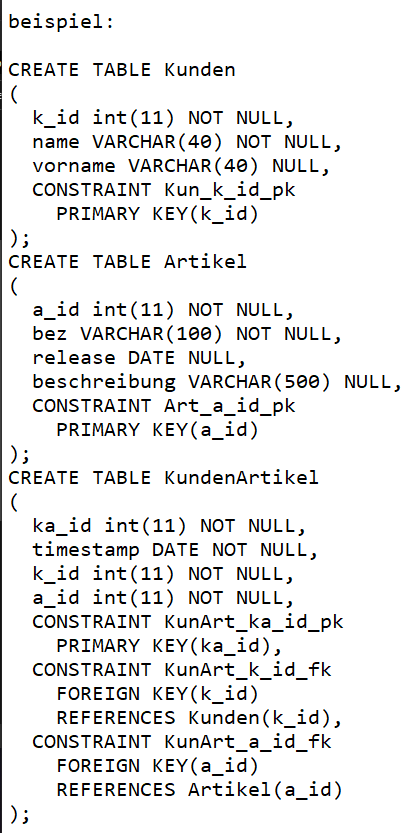 beispiel:
CREATE TABLE Kunden
(
k_id int(11) NOT NULL,
name VARCHAR(40) NOT NULL,
vorname VARCHAR(40) NULL,
CONSTRAINT Kun_k_id_pk
PRIMARY KEY(k_id)
);
CREATE TABLE Artikel
(
a_id int(11) NOT NULL,
bez VARCHAR(100) NOT NULL,
release DATE NULL,
beschreibung VARCHAR(500) NULL,
CONSTRAINT Art_a_id_pk
PRIMARY KEY(a_id)
);
CREATE TABLE KundenArtikel
(
ka_id int(11) NOT NULL,
timestamp DATE NOT NULL,
k_id int(11) NOT NULL,
a_id int(11) NOT NULL,
CONSTRAINT KunArt_ka_id_pk
PRIMARY KEY(ka_id),
CONSTRAINT KunArt_k_id_fk
FOREIGN KEY(k_id)
REFERENCES Kunden(k_id),
CONSTRAINT KunArt_a_id_fk
FOREIGN KEY(a_id)
REFERENCES Artikel(a_id)
);